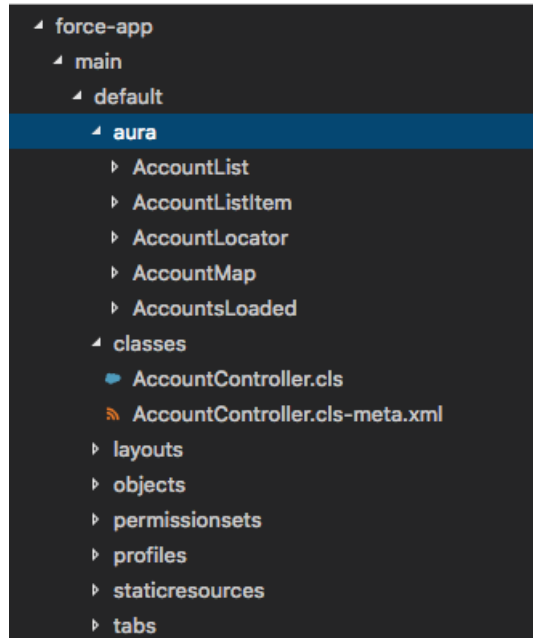 force-app
main
default
aura
AccountList
AccountListItem
AccountLocator
AccountMap
AccountsLoaded
classes
AccountController.cls
AccountController.cls-meta.xml
layouts
objects
permissionsets
profiles
staticresources
tabs